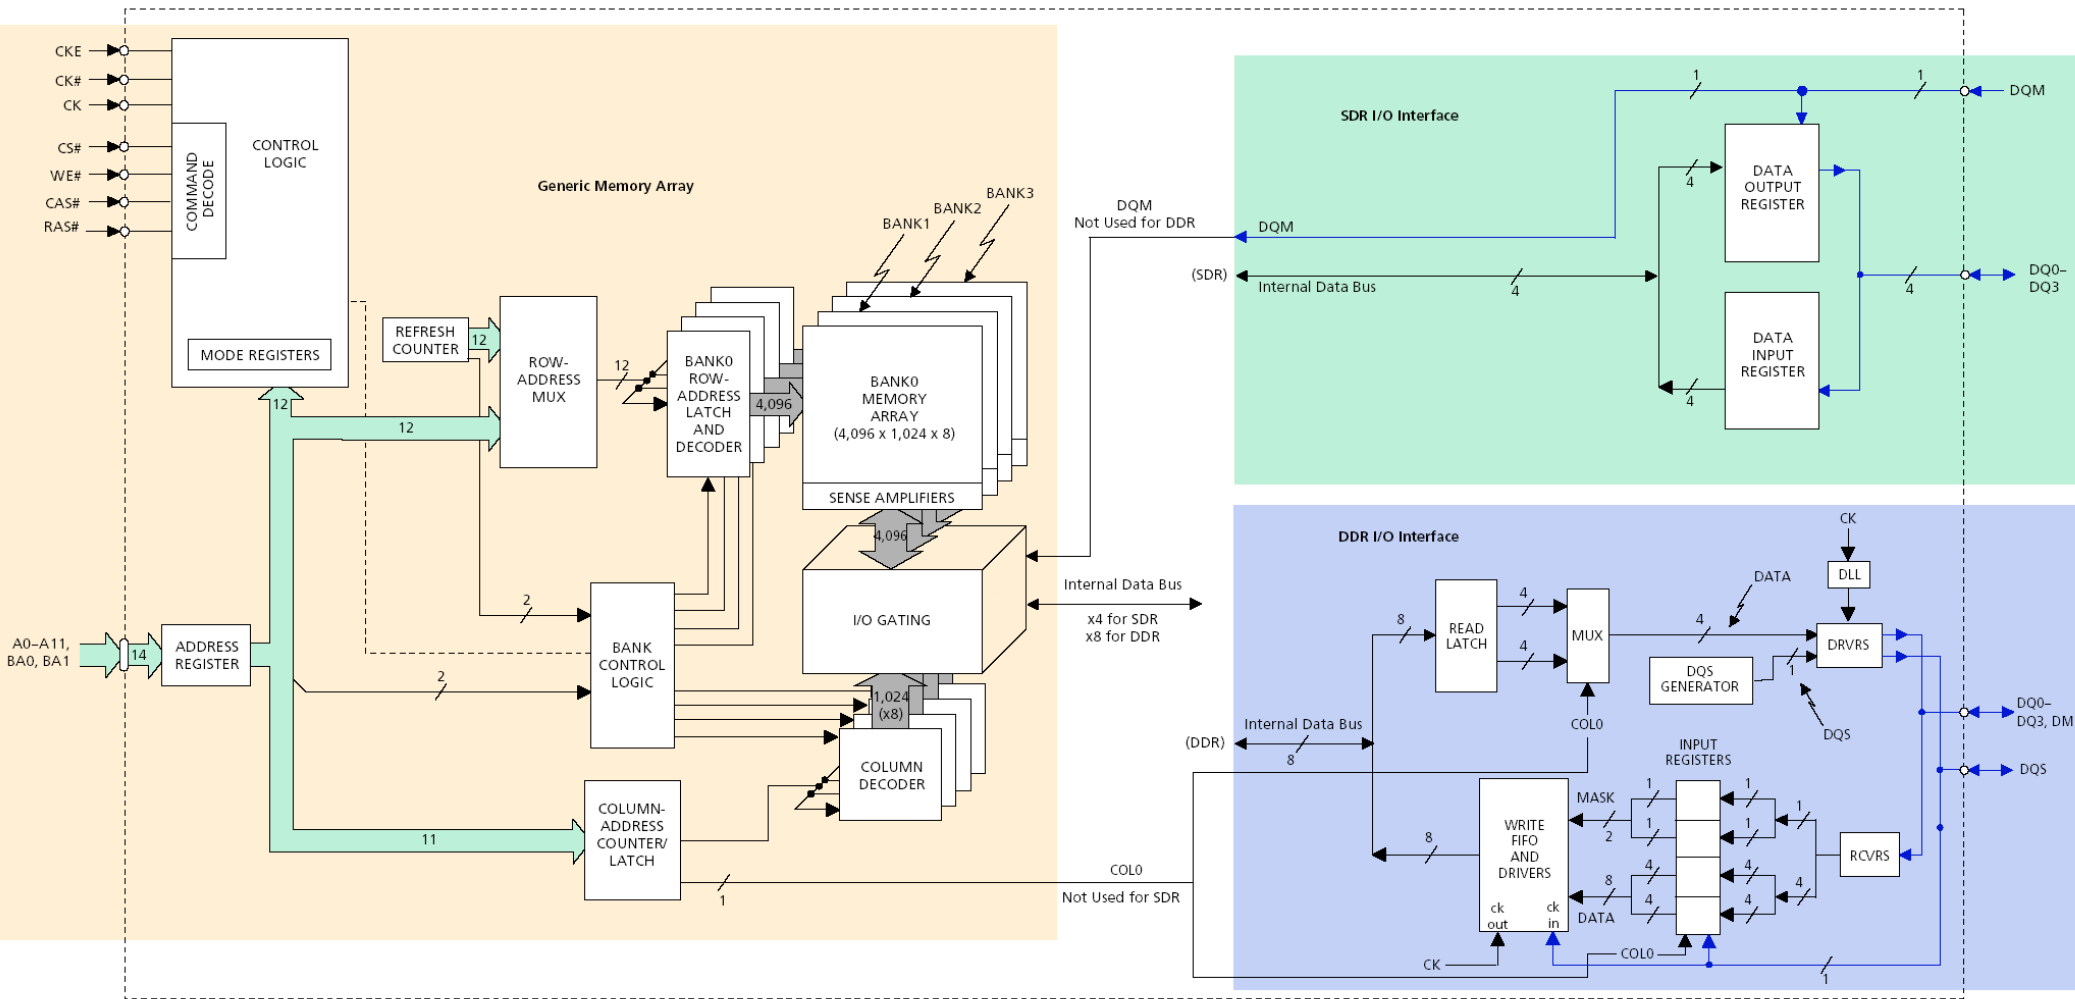 CKE
CK#
CK
CS#
WE#
CAS#
RAS#
COMMAND
DECODE
CONTROL
LOGIC
MODE REGISTERS
Generic Memory Array
BANK3
BANK2
BANK1
REFRESH
COUNTER
12
ROW-
ADDRESS
MUX
12
BANK0
ROW-
ADDRESS
LATCH
AND
DECODER
4,096
BANK0
MEMORY
ARRAY
(4,096 x 1,024 x 8)
SENSE AMPLIFIERS
12
12
4,096
I/O GATING
2
BANK
CONTROL
LOGIC
2
A0–A11,
BA0, BA1
14
ADDRESS
REGISTER
1,024
(x8)
COLUMN
DECODER
11
COLUMN-
ADDRESS
COUNTER/
LATCH
1
DQM
Not Used for DDR
(SDR)
Internal Data Bus
x4 for SDR
x8 for DDR
(DDR)
COL0
Not Used for SDR
SDR I/O Interface
1
1
DQM
DQM
Internal Data Bus
4
4
DATA
OUTPUT
REGISTER
DATA
INPUT
REGISTER
4
4
DQ0–
DQ3
DDR I/O Interface
CK
DLL
DATA
8
READ
LATCH
4
4
MUX
4
DRVRS
DQS
GENERATOR
1
DQS
COL0
Internal Data Bus
8
DQ0–
DQ3, DM
DQS
INPUT
REGISTERS
8
WRITE
FIFO
AND
DRIVERS
ck
out
ck
in
MASK
2
8
DATA
1
1
4
4
1
1
4
4
1
4
RCVRS
CK
COL0
1